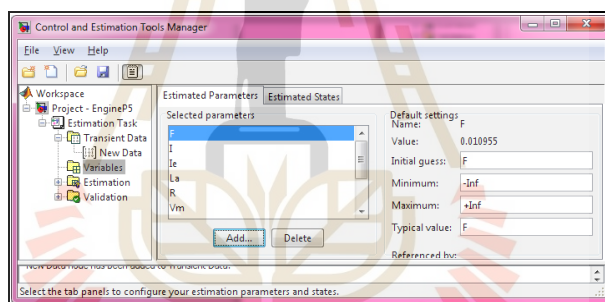 Control and Estimation Tools Manager
File View Help
Workspace
Project - EngineP5
Estimation Task
Transient Data
New Data
Variables
Estimation
Validation
Estimated Parameters Estimated States
Selected parameters
F
I
Ie
La
R
Vm
Add... Delete
Default settings
Name: F
Value: 0.010955
Initial guess: F
Minimum: -Inf
Maximum: +Inf
Typical value: F
Referenced by:
New Data node has been added to Transient Data.
Select the tab panels to configure your estimation parameters and states.